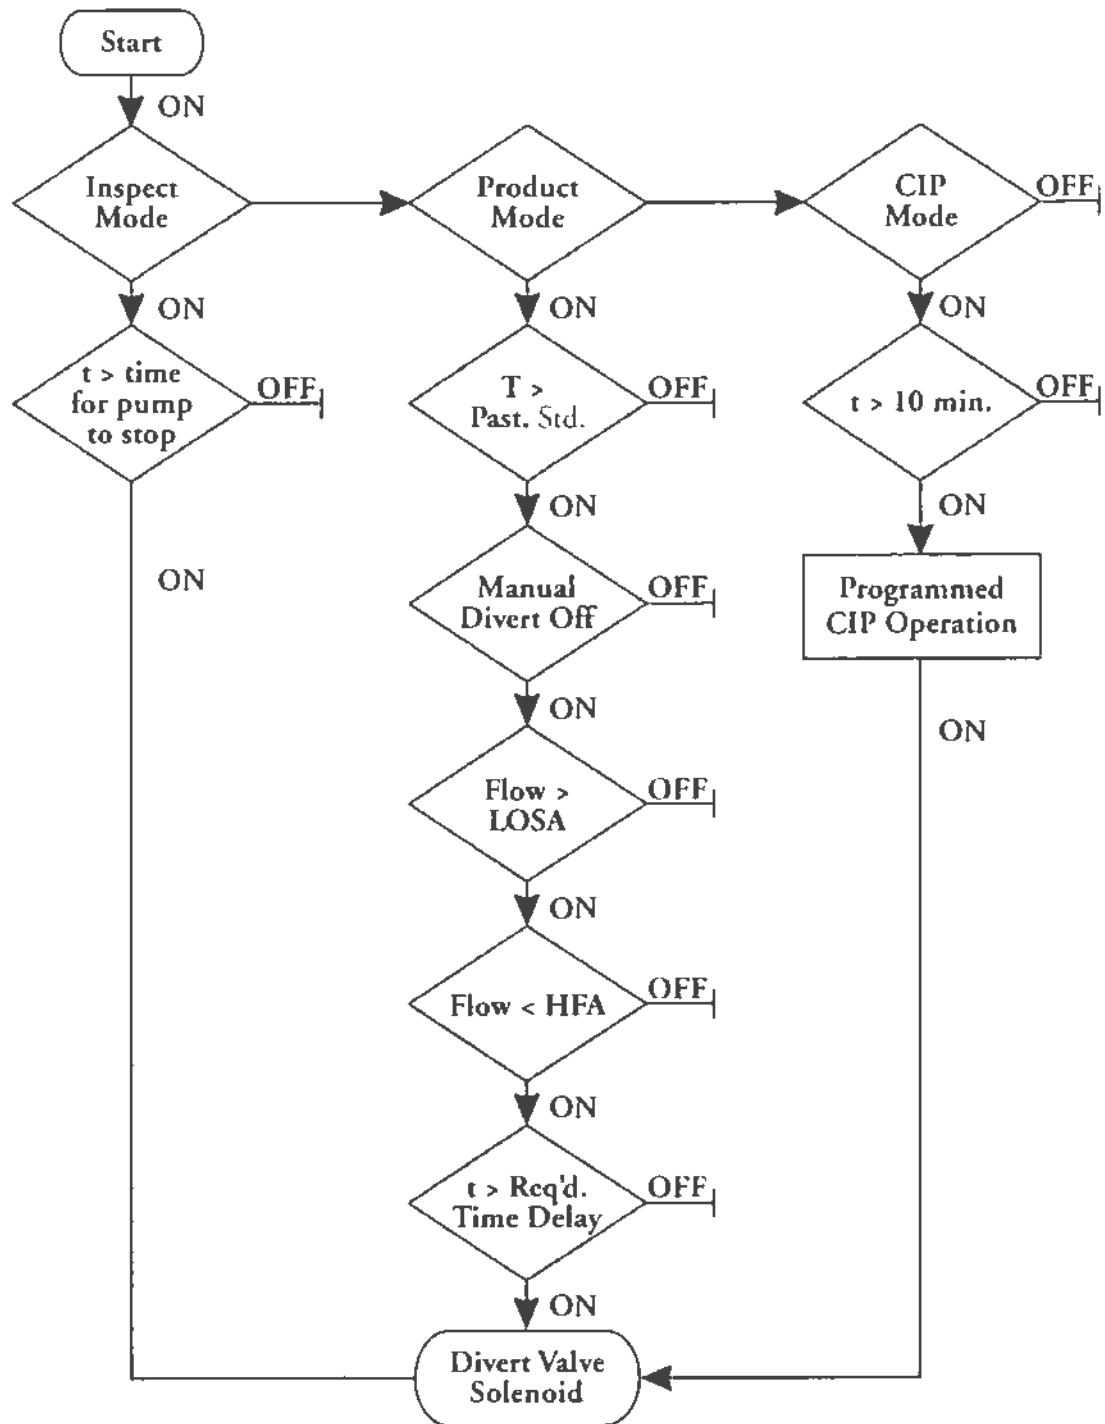 Start
ON
Inspect
Mode
ON
t > time
for pump
to stop
OFF
ON
Product
Mode
ON
T >
Past. Std.
OFF
ON
Manual
Divert Off
OFF
ON
Flow >
LOSA
OFF
ON
Flow < HFA
OFF
ON
t > Req'd.
Time Delay
OFF
ON
CIP
Mode
OFF
ON
t > 10 min.
OFF
ON
Programmed
CIP Operation
ON
Divert Valve
Solenoid